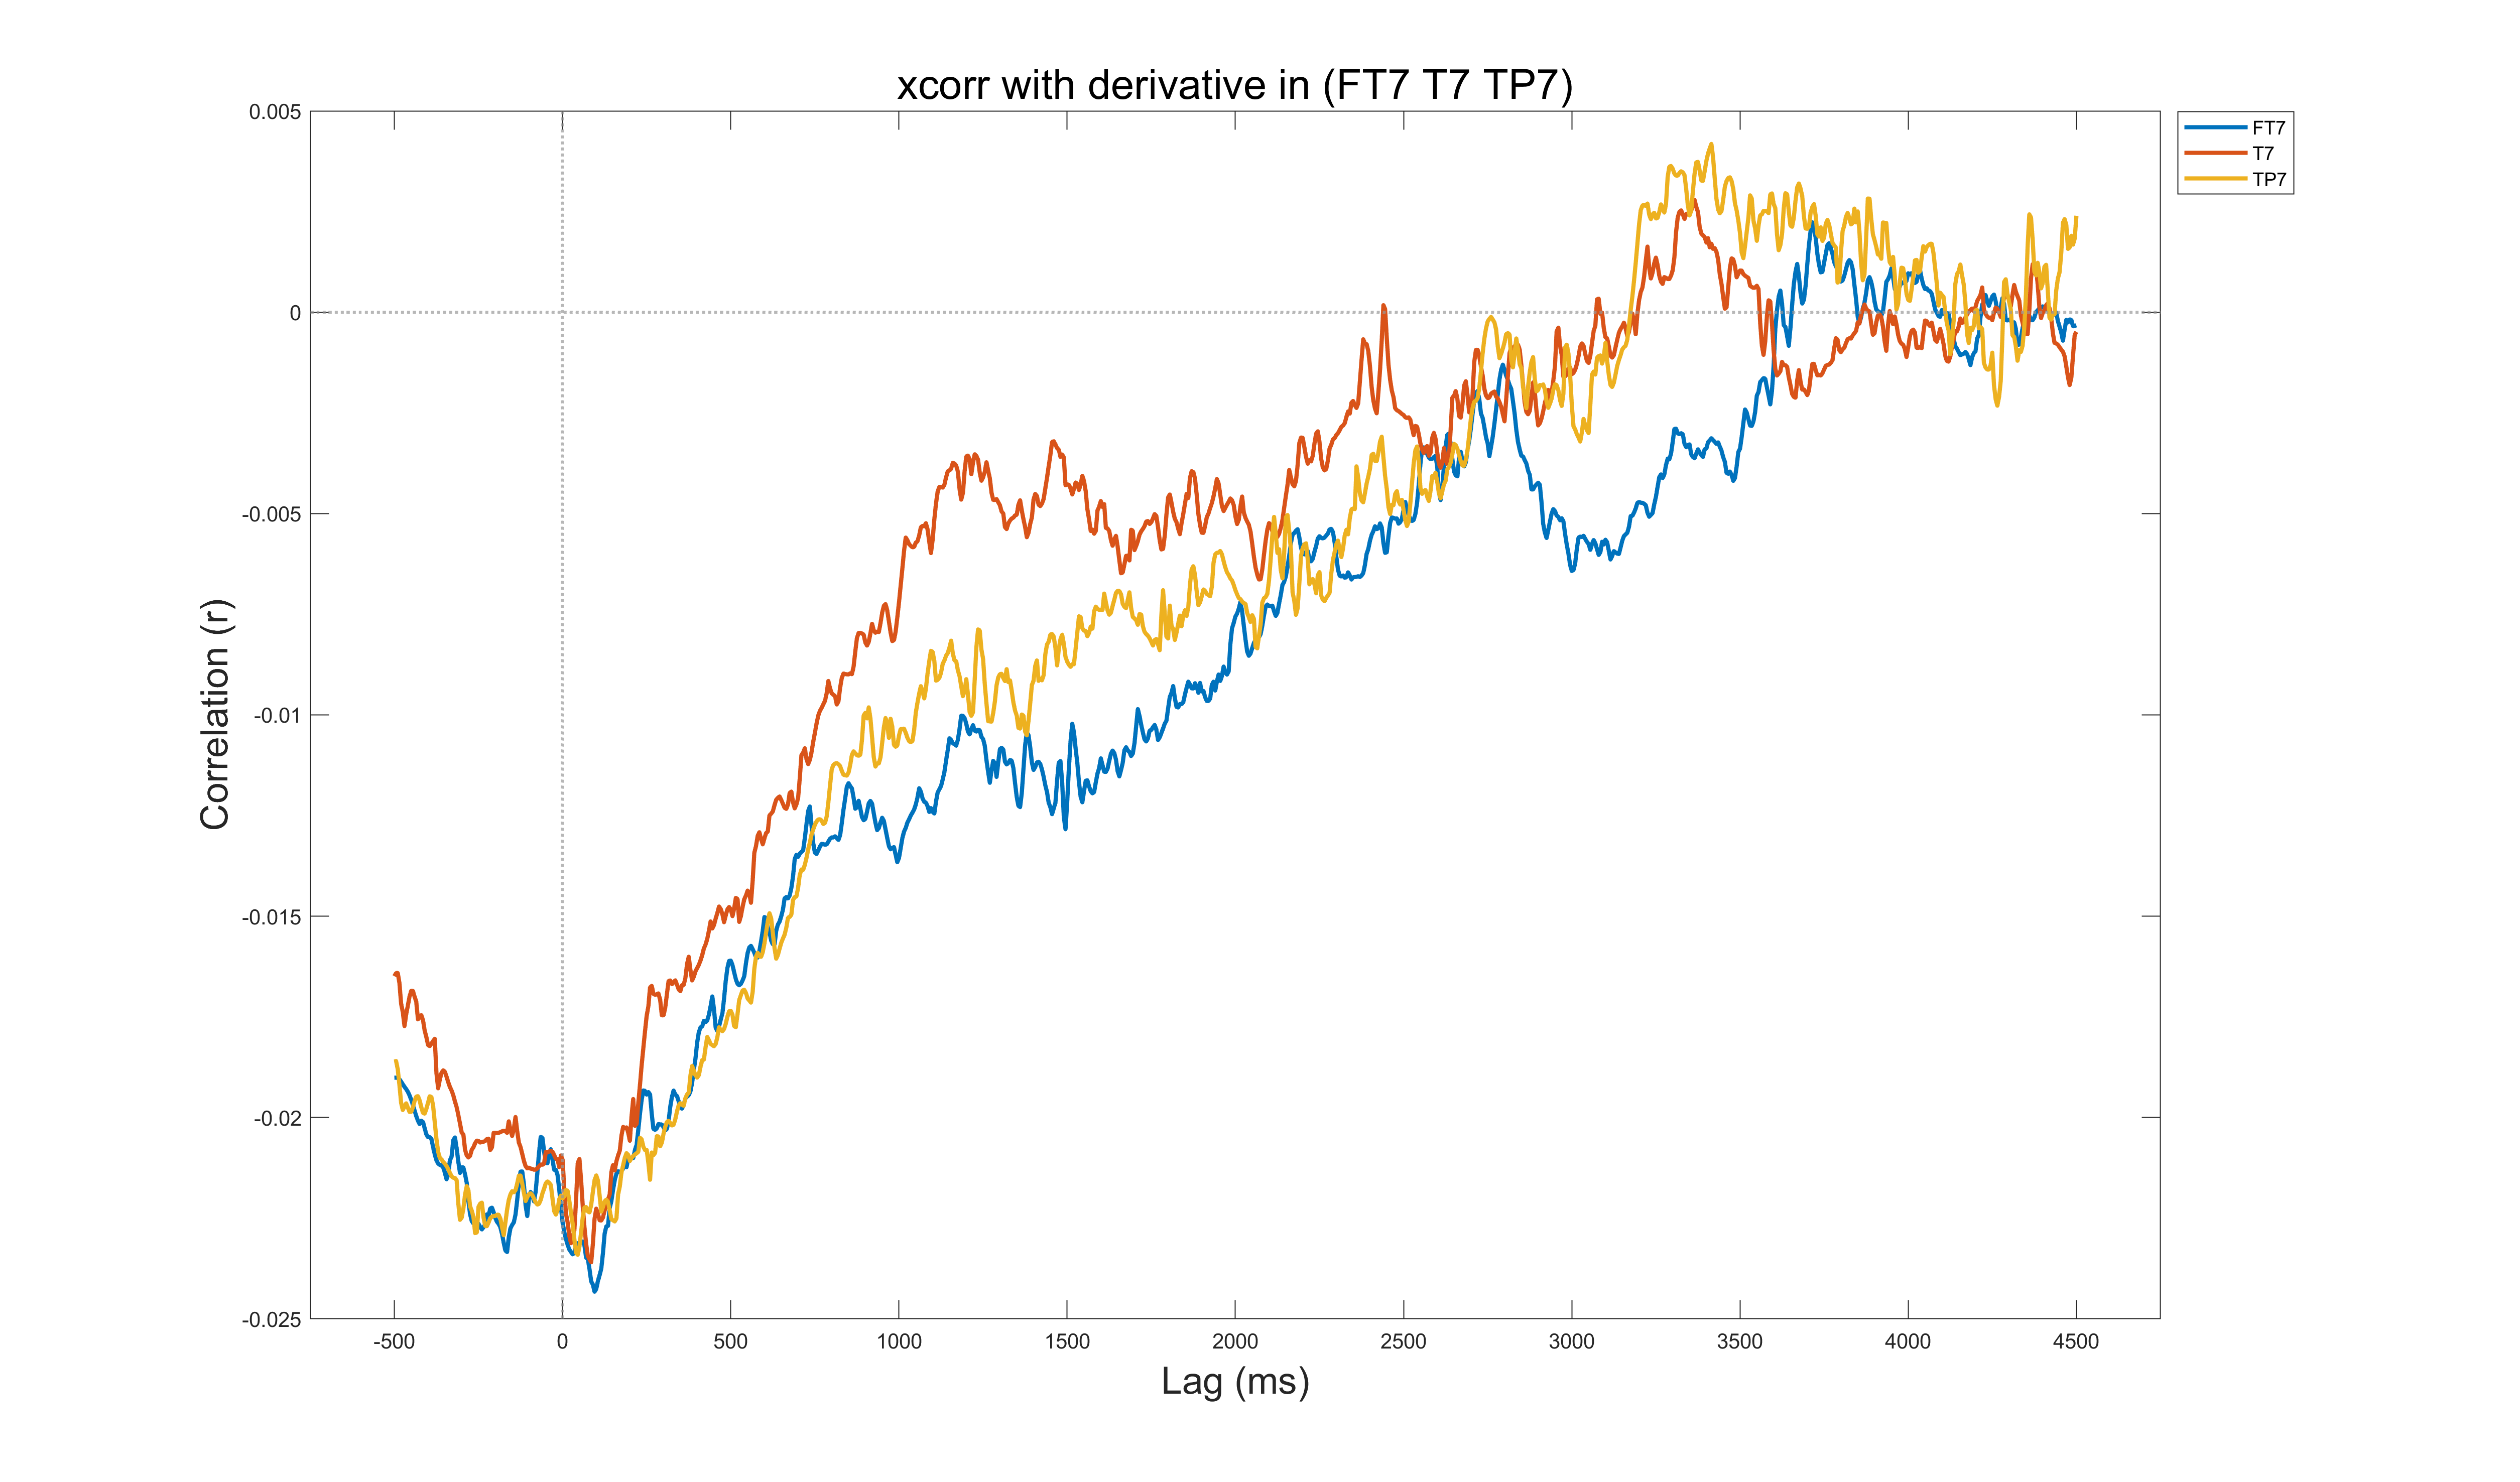 xcorr with derivative in (FT7 T7 TP7)
0.005
0
-0.005
-0.01
-0.015
-0.02
-0.025
Correlation (r)
-500 0 500 1000 1500 2000 2500 3000 3500 4000 4500
Lag (ms)
FT7
T7
TP7